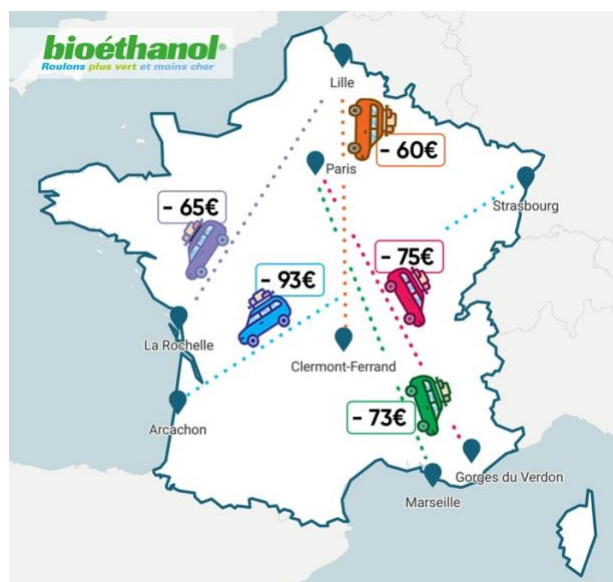 bioéthanol®
Roulons plus vert et moins cher
Lille
- 60€
Paris
Strasbourg
- 65€
- 75€
- 93€
La Rochelle
Clermont-Ferrand
- 73€
Arcachon
Gorges du Verdon
Marseille